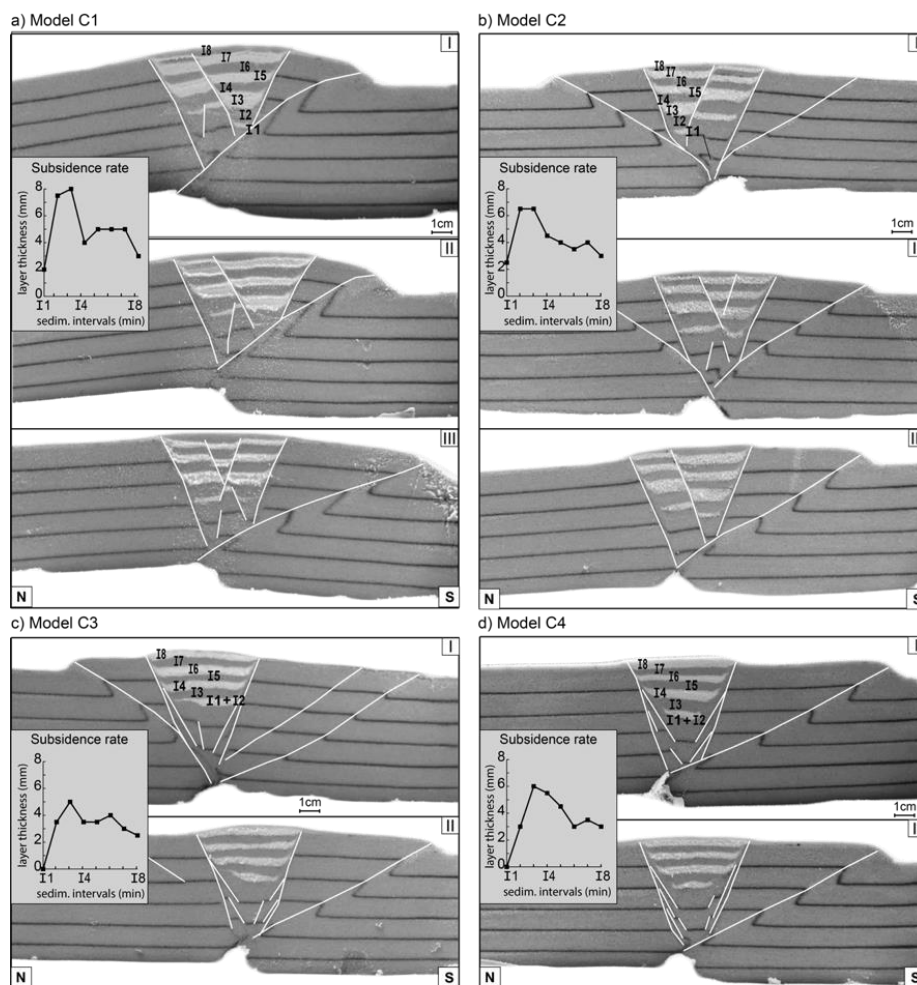 a) Model C1
I
I8
I7
I6
I5
I4
I3
I2
I1
Subsidence rate
layer thickness (mm)
8
6
4
2
0
I1 I4 I8
sedim. intervals (min)
1cm
II
III
N S
b) Model C2
I
I8
I7
I6
I5
I4
I3
I2
I1
Subsidence rate
layer thickness (mm)
8
6
4
2
0
I1 I4 I8
sedim. intervals (min)
1cm
N S
c) Model C3
I
I8
I7
I6
I5
I4
I3
I1+I2
Subsidence rate
layer thickness (mm)
8
6
4
2
0
I1 I4 I8
sedim. intervals (min)
1cm
II
N S
d) Model C4
I8
I7
I6
I5
I4
I3
I1+I2
Subsidence rate
layer thickness (mm)
8
6
4
2
0
I1 I4 I8
sedim. intervals (min)
1cm
N S